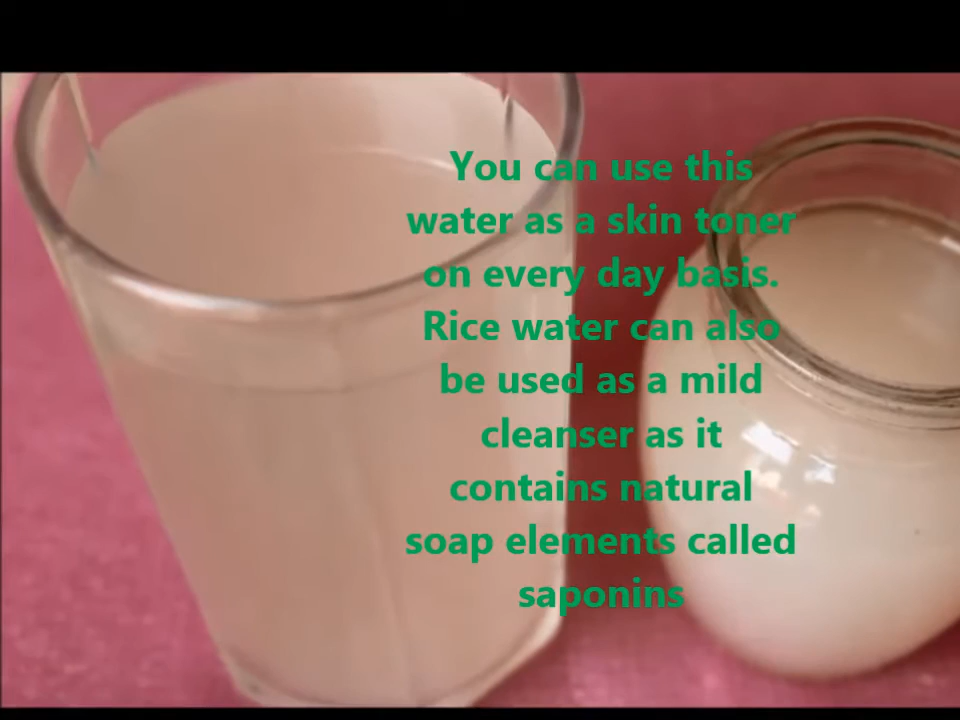 You can use this
water as a skin toner
on every day basis.
Rice water can also
be used as a mild
cleanser as it
contains natural
soap elements called
saponins